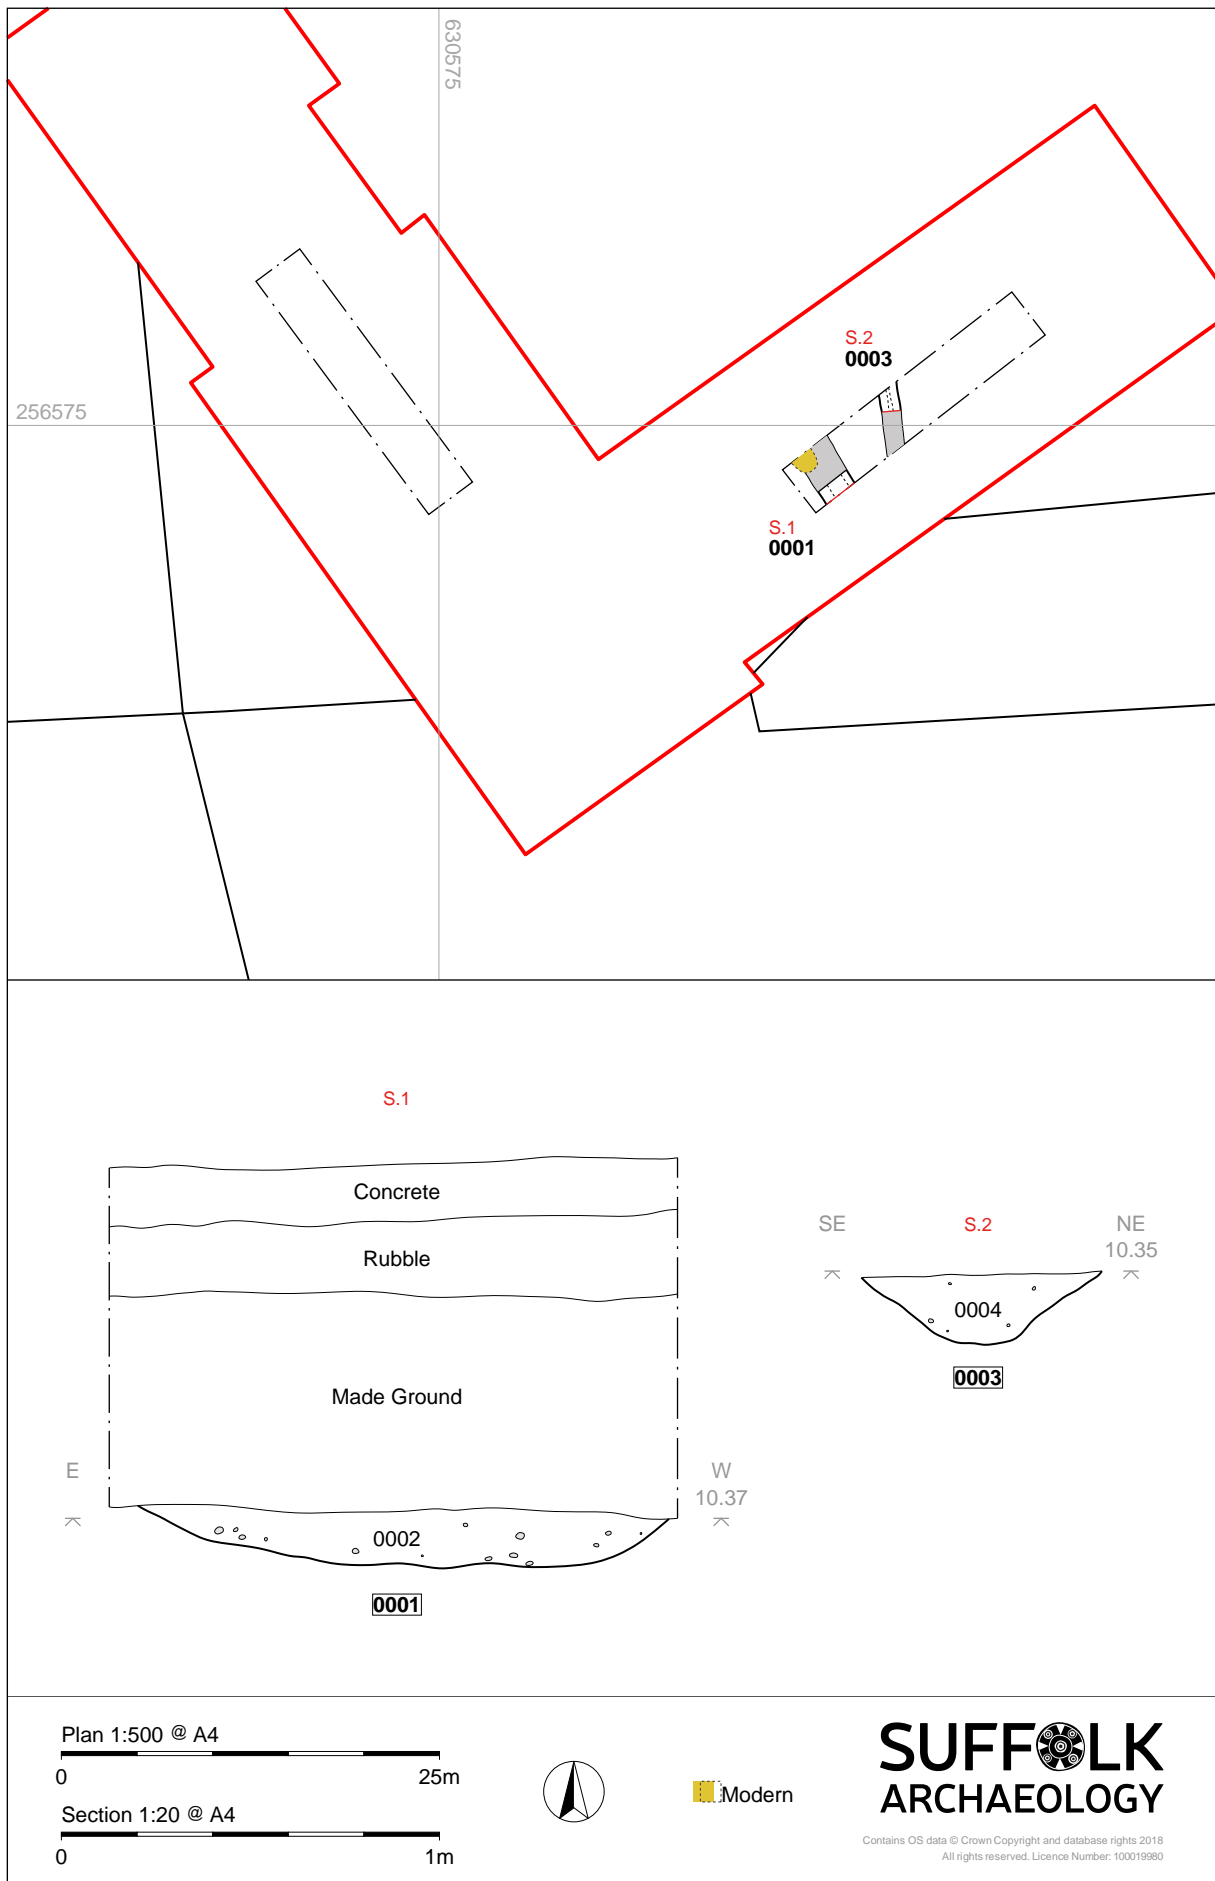 630575
256575
S.2
0003
S.1
0001
S.1
Concrete
Rubble
Made Ground
E
W
10.37
0002
0001
SE
S.2
NE
10.35
0004
0003
Plan 1:500 @ A4
0 25m
Section 1:20 @ A4
0 1m
Modern
SUFFOLK
ARCHAEOLOGY
Contains OS data © Crown Copyright and database rights 2018
All rights reserved. Licence Number: 100019980